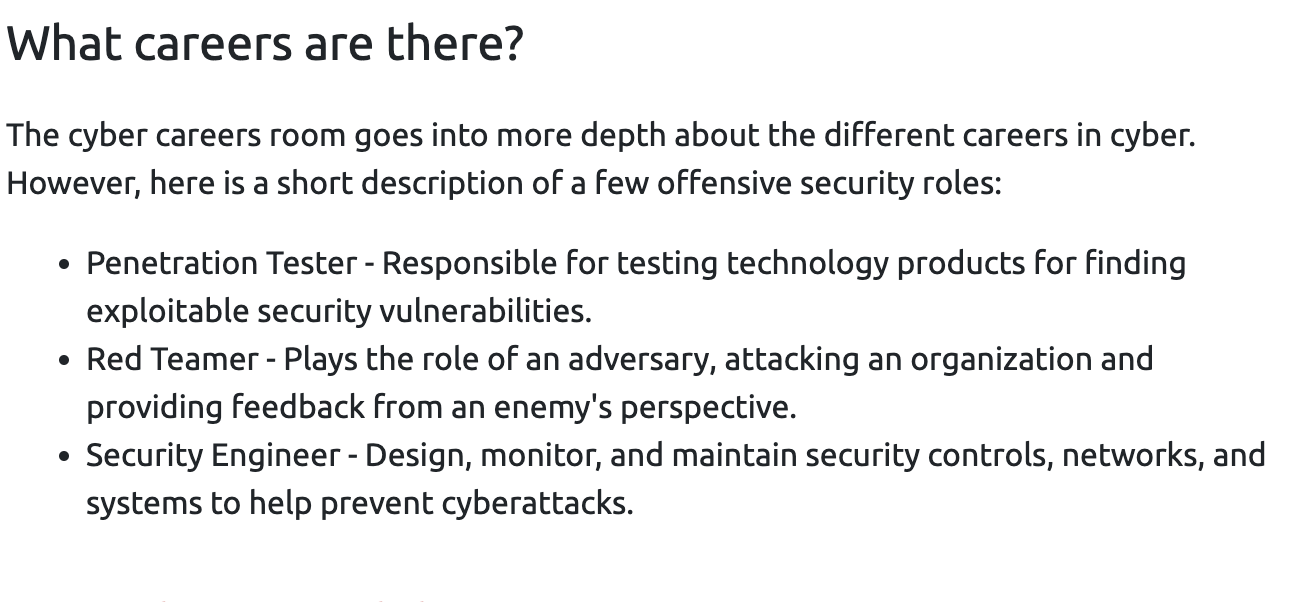 What careers are there?
The cyber careers room goes into more depth about the different careers in cyber.
However, here is a short description of a few offensive security roles:
• Penetration Tester - Responsible for testing technology products for finding
exploitable security vulnerabilities.
• Red Teamer - Plays the role of an adversary, attacking an organization and
providing feedback from an enemy's perspective.
• Security Engineer - Design, monitor, and maintain security controls, networks, and
systems to help prevent cyberattacks.